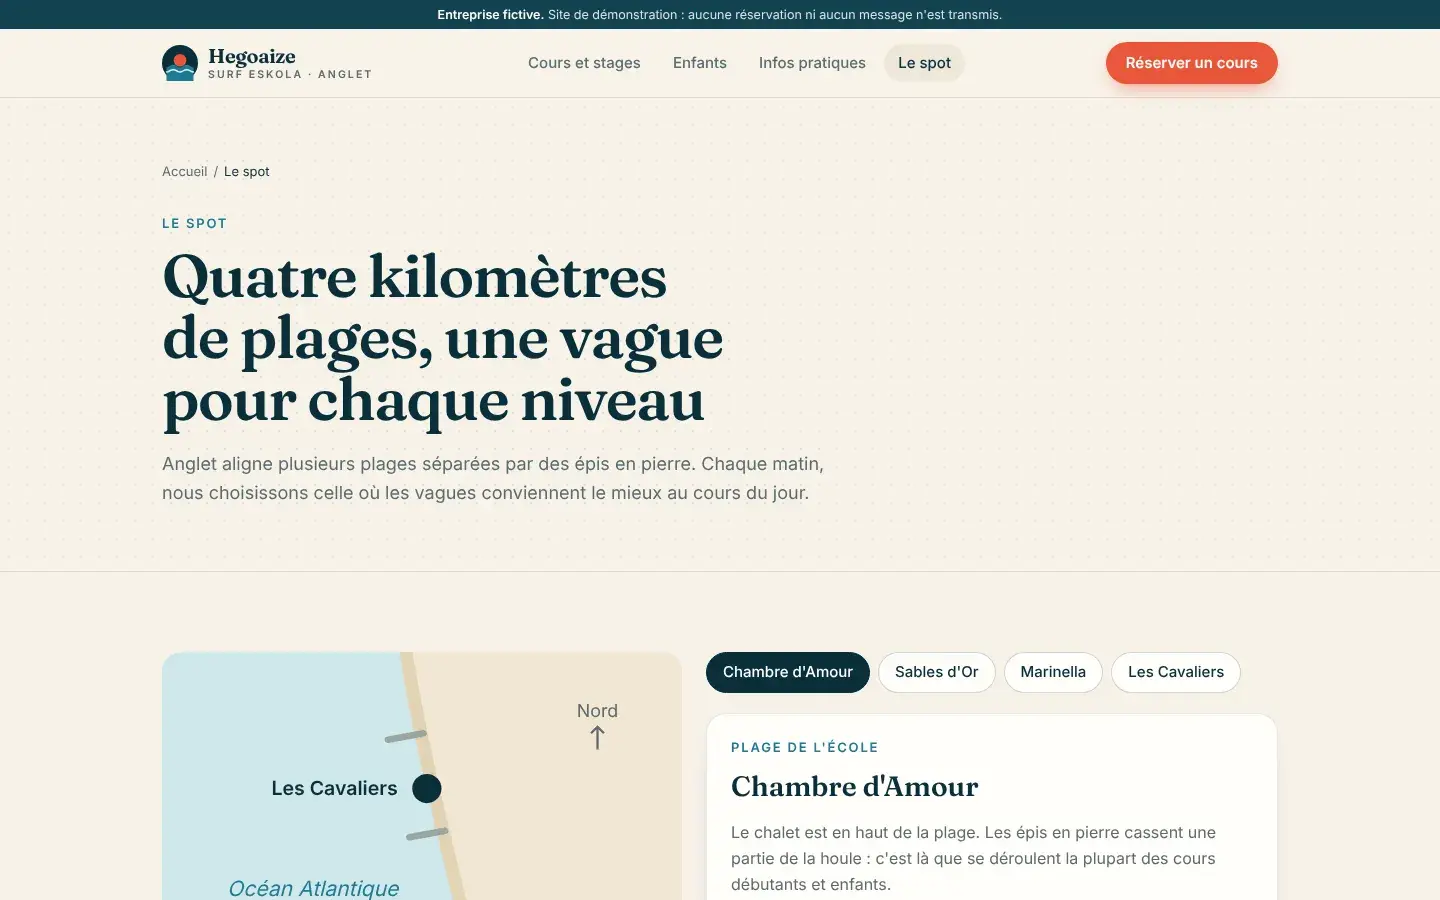 Entreprise fictive. Site de démonstration : aucune réservation ni aucun message n'est transmis.
Hegoaize
SURF ESKOLA · ANGLET
Cours et stages
Enfants
Infos pratiques
Le spot
Réserver un cours
Accueil / Le spot
LE SPOT
Quatre kilomètres
de plages, une vague
pour chaque niveau
Anglet aligne plusieurs plages séparées par des épis en pierre. Chaque matin,
nous choisissons celle où les vagues conviennent le mieux au cours du jour.
Nord
Les Cavaliers
Océan Atlantique
Chambre d'Amour
Sables d'Or
Marinella
Les Cavaliers
PLAGE DE L'ÉCOLE
Chambre d'Amour
Le chalet est en haut de la plage. Les épis en pierre cassent une
partie de la houle : c'est là que se déroulent la plupart des cours
débutants et enfants.